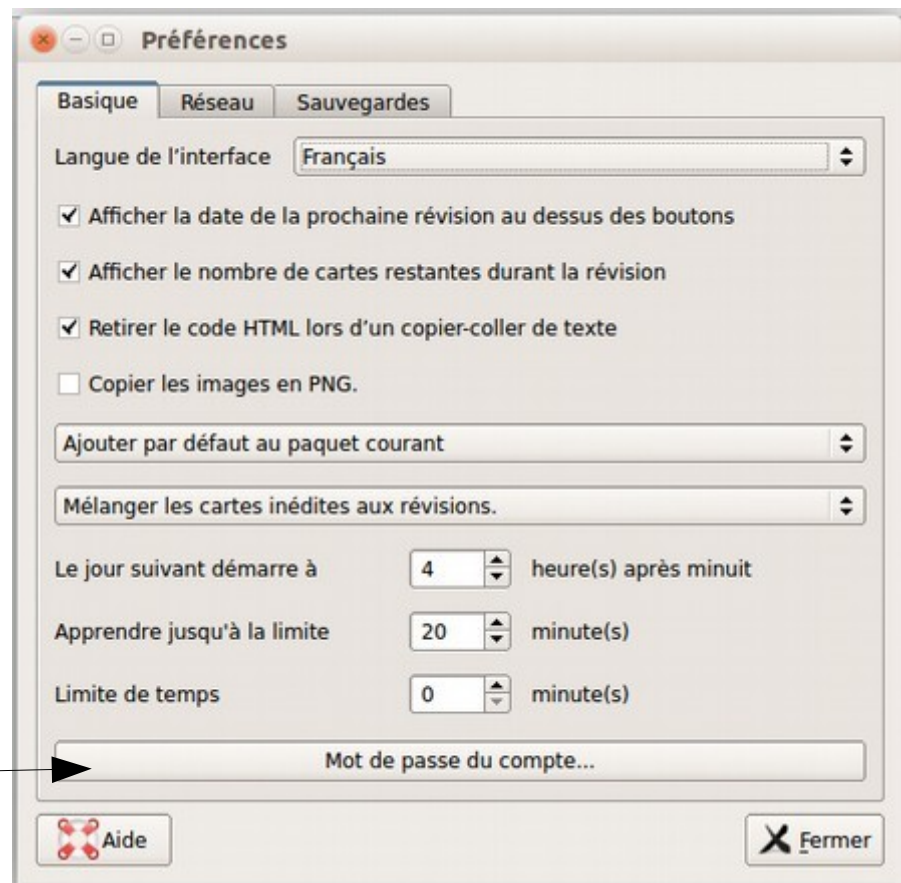 Préférences
Basique Réseau Sauvegardes
Langue de l'interface Français
Afficher la date de la prochaine révision au dessus des boutons
Afficher le nombre de cartes restantes durant la révision
Retirer le code HTML lors d'un copier-coller de texte
Copier les images en PNG.
Ajouter par défaut au paquet courant
Mélanger les cartes inédites aux révisions.
Le jour suivant démarre à 4 heure(s) après minuit
Apprendre jusqu'à la limite 20 minute(s)
Limite de temps 0 minute(s)
Mot de passe du compte...
Aide Fermer